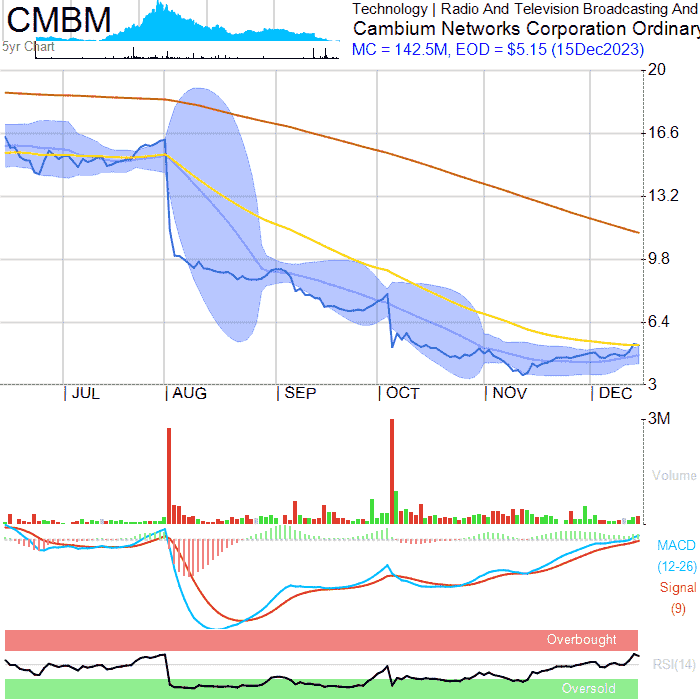 CMBM
5yr Chart
Technology | Radio And Television Broadcasting And
Cambium Networks Corporation Ordinary
MC = 142.5M, EOD = $5.15 (15Dec2023)
20
16.6
13.2
9.8
6.4
3
JUL
AUG
SEP
OCT
NOV
DEC
3M
Volume
MACD
(12-26)
Signal
(9)
Overbought
RSI(14)
Oversold